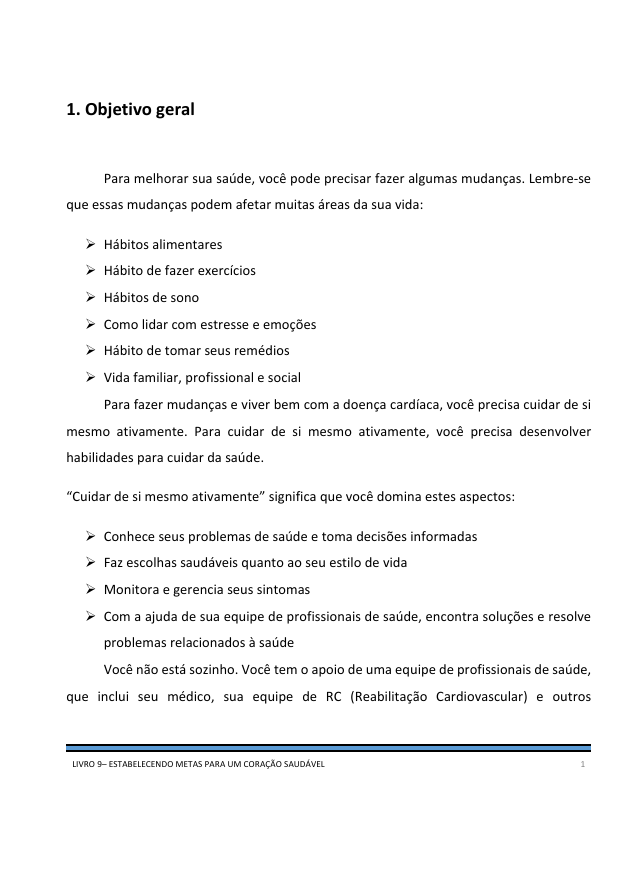 1. Objetivo geral
Para melhorar sua saúde, você pode precisar fazer algumas mudanças. Lembre-se
que essas mudanças podem afetar muitas áreas da sua vida:
➢ Hábitos alimentares
➢ Hábito de fazer exercícios
➢ Hábitos de sono
➢ Como lidar com estresse e emoções
➢ Hábito de tomar seus remédios
➢ Vida familiar, profissional e social
Para fazer mudanças e viver bem com a doença cardíaca, você precisa cuidar de si
mesmo ativamente. Para cuidar de si mesmo ativamente, você precisa desenvolver
habilidades para cuidar da saúde.
“Cuidar de si mesmo ativamente” significa que você domina estes aspectos:
➢ Conhece seus problemas de saúde e toma decisões informadas
➢ Faz escolhas saudáveis quanto ao seu estilo de vida
➢ Monitora e gerencia seus sintomas
➢ Com a ajuda de sua equipe de profissionais de saúde, encontra soluções e resolve
problemas relacionados à saúde
Você não está sozinho. Você tem o apoio de uma equipe de profissionais de saúde,
que inclui seu médico, sua equipe de RC (Reabilitação Cardiovascular) e outros
LIVRO 9– ESTABELECENDO METAS PARA UM CORAÇÃO SAUDÁVEL 1